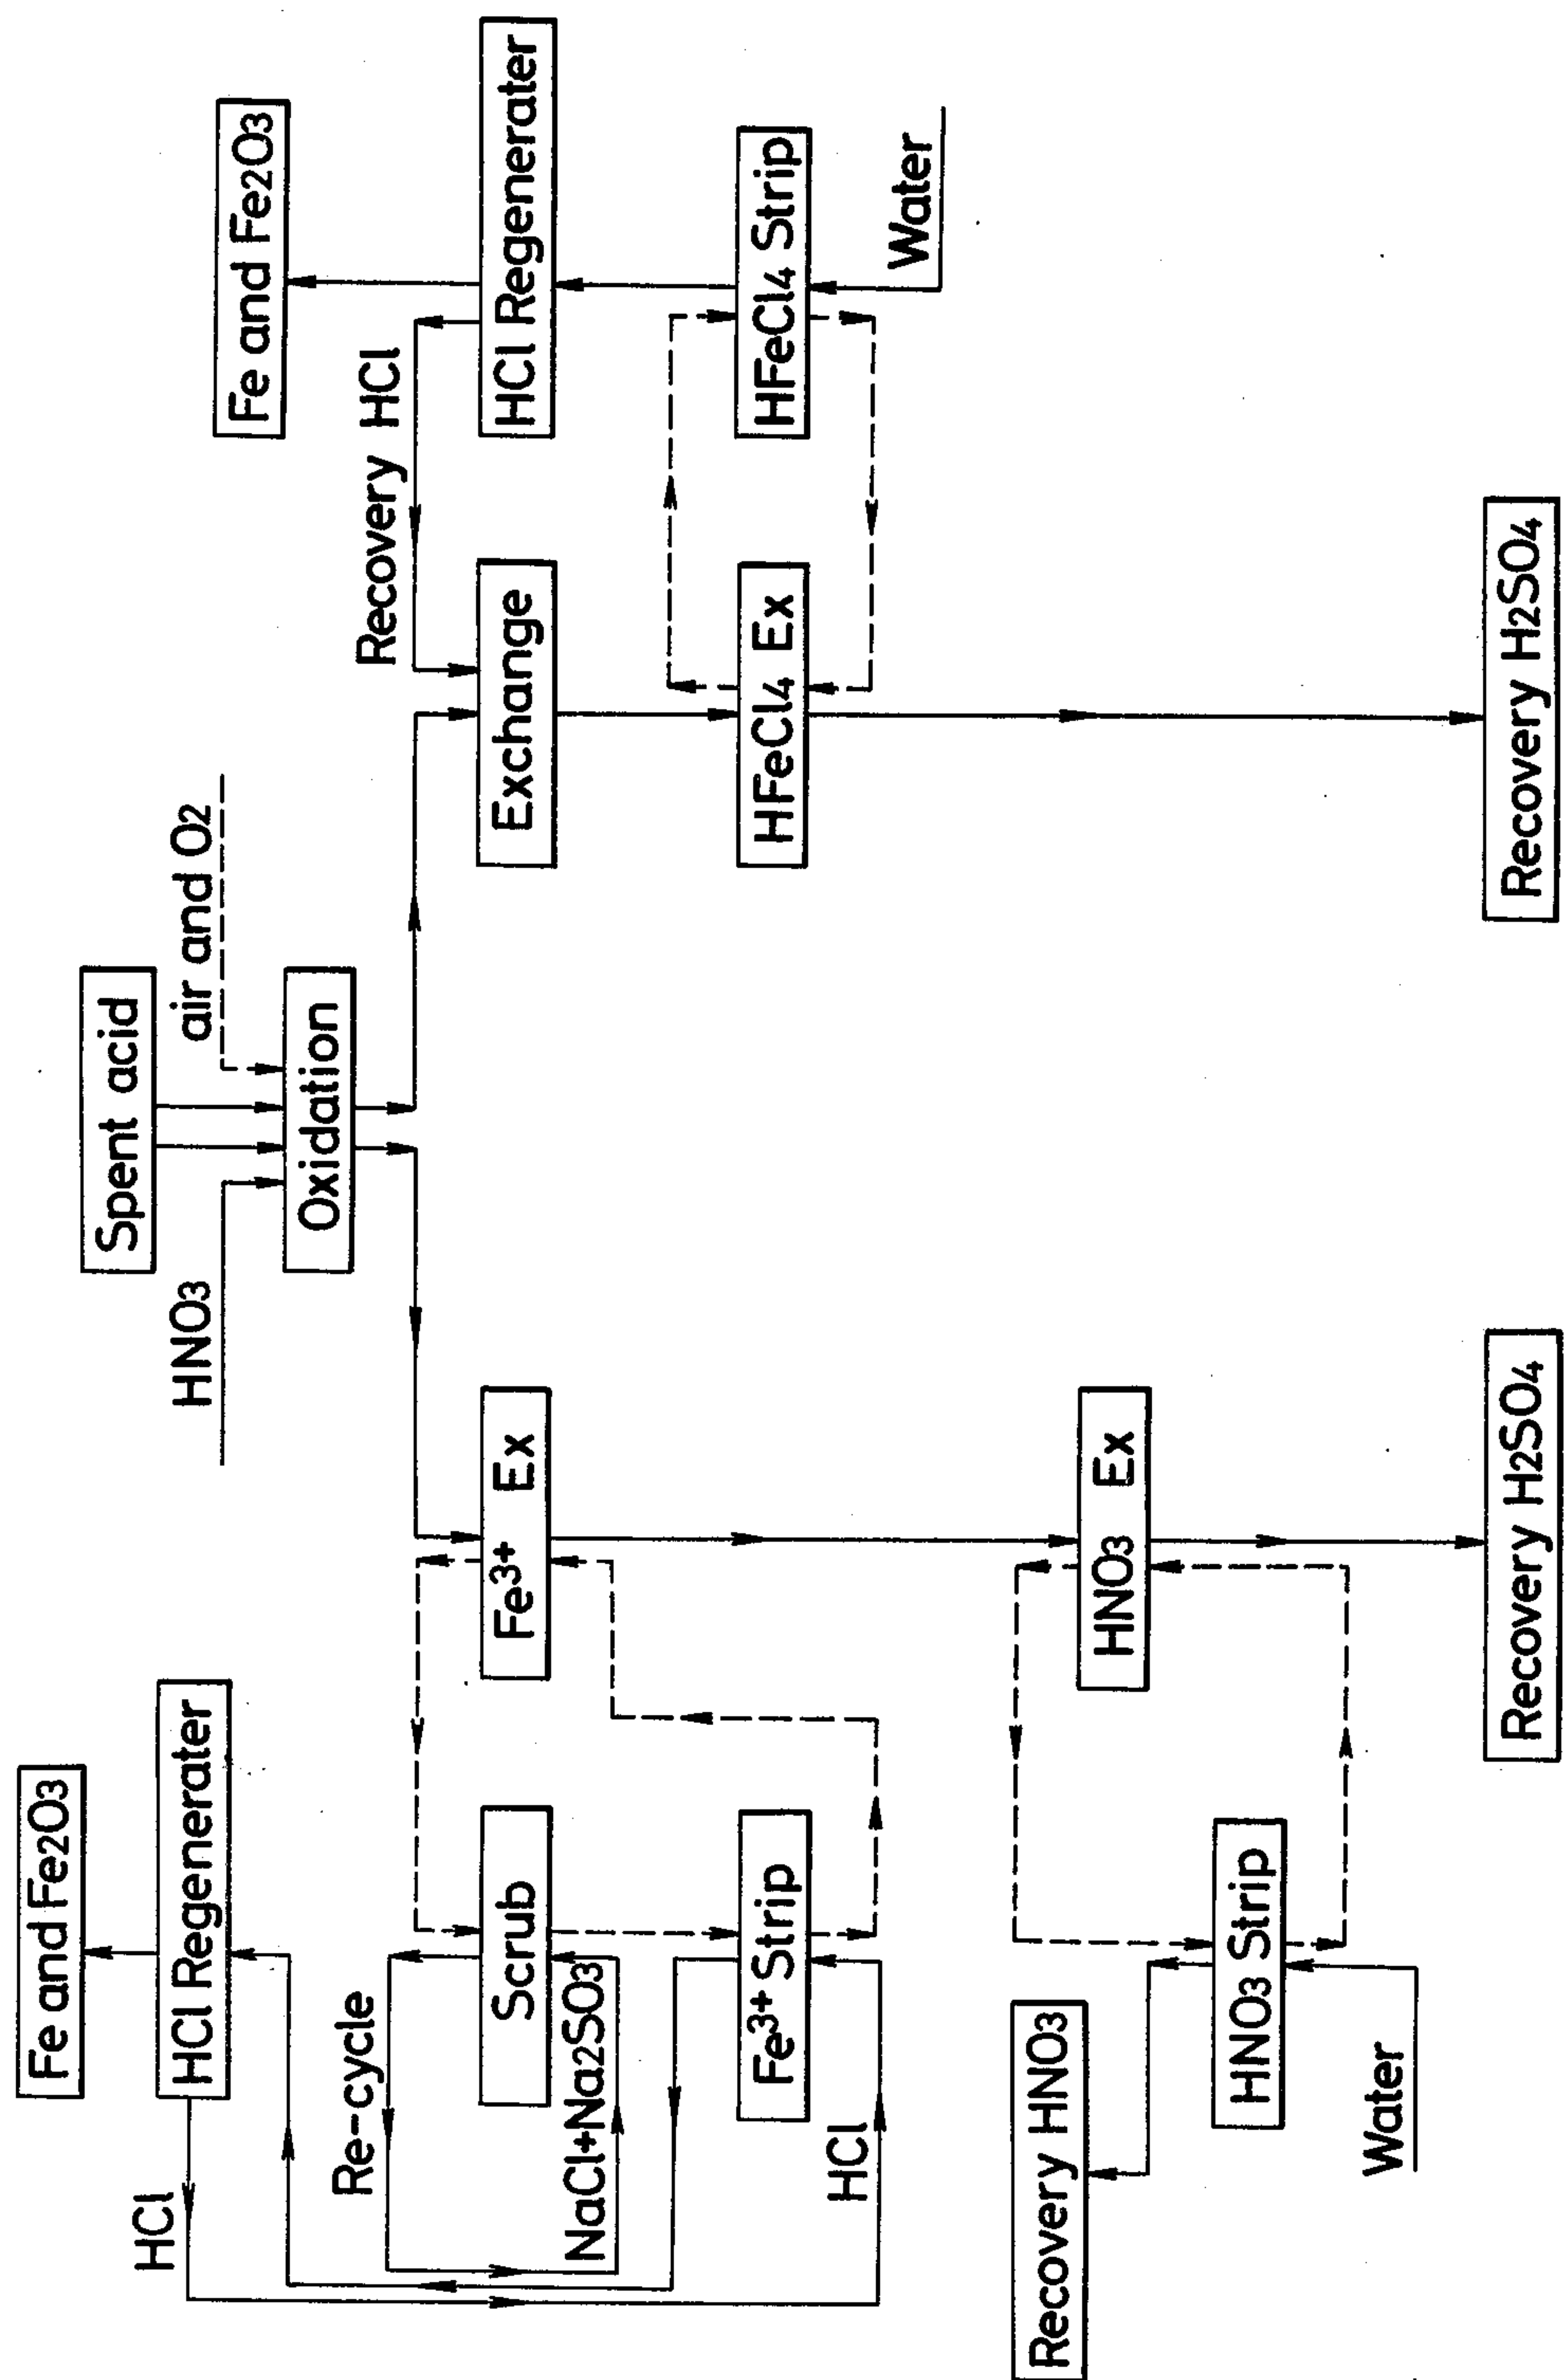 Spent acid
HNO3
air and O2
Oxidation
Fe and Fe2O3
HCl Regenerater
HCl
Re-cycle
Scrub
NaCl+Na2SO3
Fe3+ Strip
HCl
Fe3+ Ex
HNO3 Ex
Recovery HNO3
HNO3 Strip
Water
Recovery H2SO4
Fe and Fe2O3
HCl Regenerater
Recovery HCl
Exchange
HFeCl4 Ex
HFeCl4 Strip
Water
Recovery H2SO4